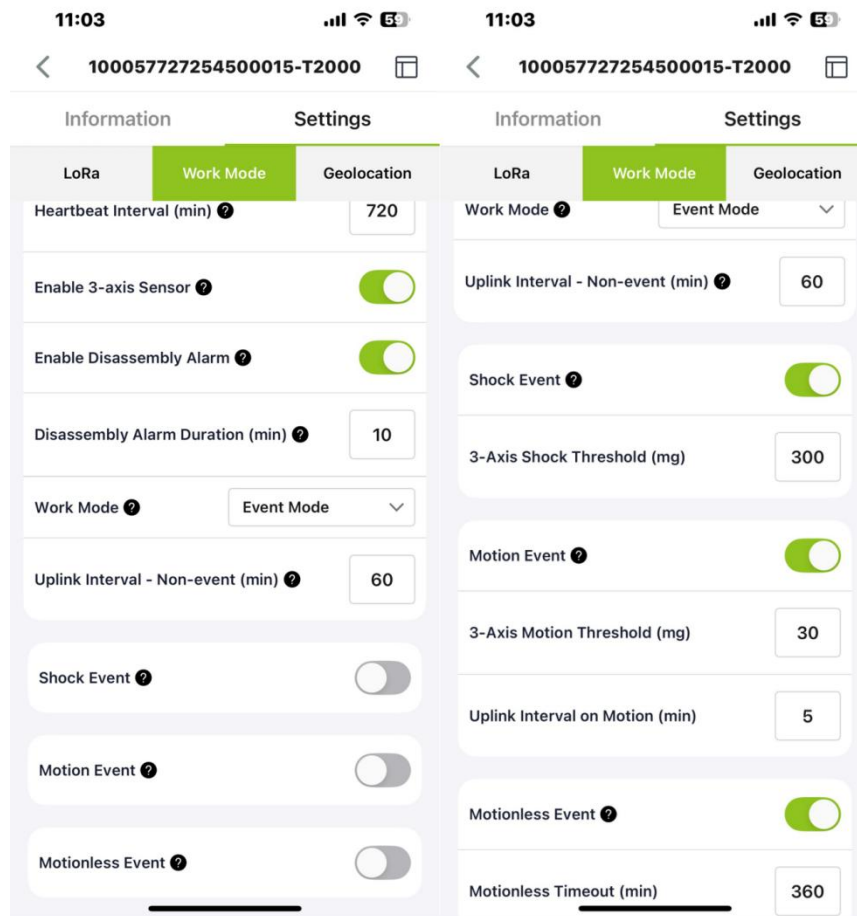 11:03
59
100057727254500015-T2000
Information Settings
LoRa Work Mode Geolocation
Heartbeat Interval (min) ? 720
Enable 3-axis Sensor ?
Enable Disassembly Alarm ?
Disassembly Alarm Duration (min) ? 10
Work Mode ? Event Mode
Uplink Interval - Non-event (min) ? 60
Shock Event ?
Motion Event ?
Motionless Event ?
11:03
59
100057727254500015-T2000
Information Settings
LoRa Work Mode Geolocation
Work Mode ? Event Mode
Uplink Interval - Non-event (min) ? 60
Shock Event ?
3-Axis Shock Threshold (mg) 300
Motion Event ?
3-Axis Motion Threshold (mg) 30
Uplink Interval on Motion (min) 5
Motionless Event ?
Motionless Timeout (min) 360